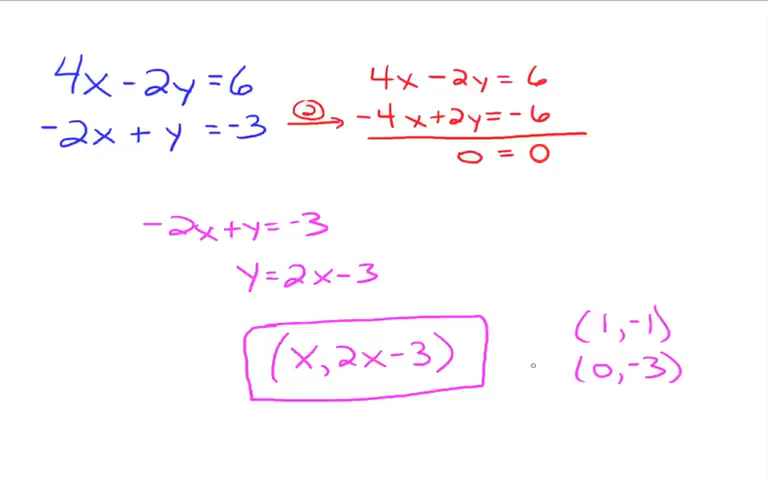 4x - 2y = 6
-2x + y = -3
②
4x - 2y = 6
-4x + 2y = -6
0 = 0
-2x + y = -3
y = 2x - 3
(x, 2x - 3)
(1, -1)
(0, -3)